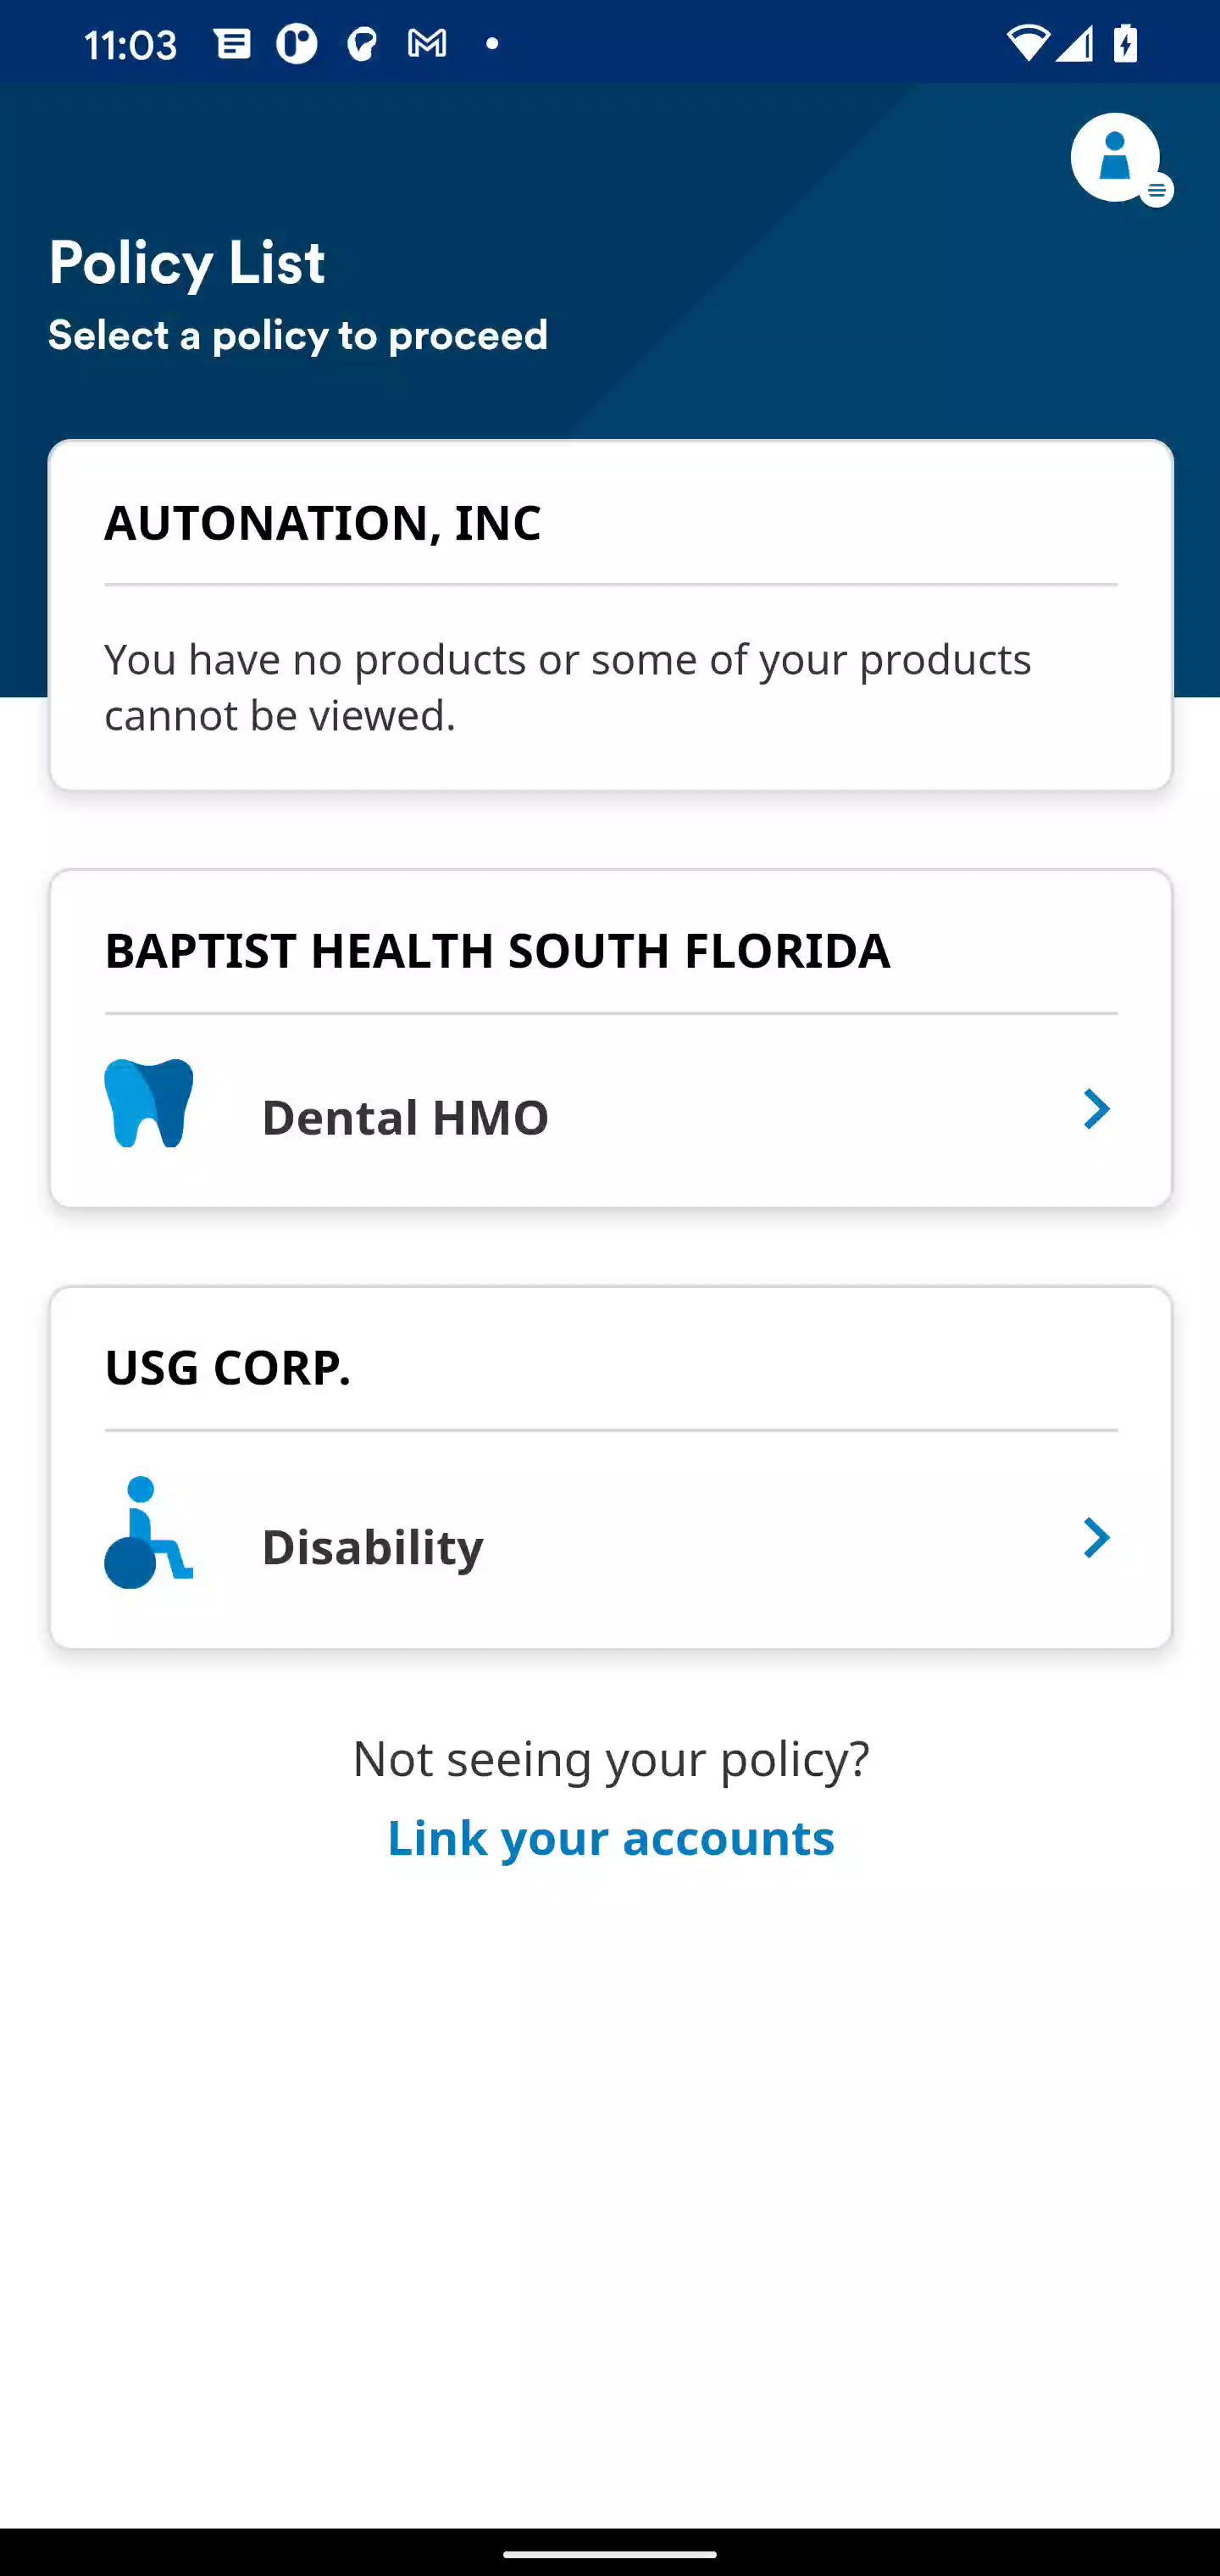 11:03
Policy List
Select a policy to proceed
AUTONATION, INC
You have no products or some of your products
cannot be viewed.
BAPTIST HEALTH SOUTH FLORIDA
Dental HMO
USG CORP.
Disability
Not seeing your policy?
Link your accounts